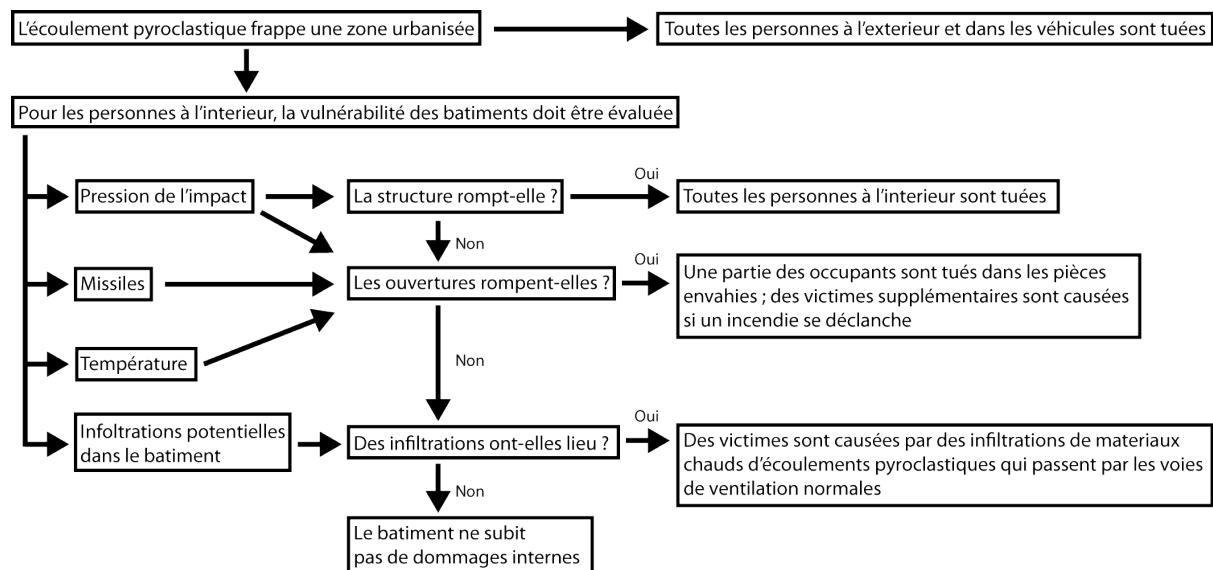 L'écoulement pyroclastique frappe une zone urbanisée
Toutes les personnes à l'exterieur et dans les véhicules sont tuées
Pour les personnes à l'interieur, la vulnérabilité des batiments doit être évaluée
Pression de l'impact
La structure rompt-elle ?
Oui
Toutes les personnes à l'interieur sont tuées
Non
Missiles
Les ouvertures rompent-elles ?
Oui
Une partie des occupants sont tués dans les pièces
envahies ; des victimes supplémentaires sont causées
si un incendie se déclanche
Température
Non
Infoltrations potentielles
dans le batiment
Des infiltrations ont-elles lieu ?
Oui
Des victimes sont causées par des infiltrations de materiaux
chauds d'écoulements pyroclastiques qui passent par les voies
de ventilation normales
Non
Le batiment ne subit
pas de dommages internes